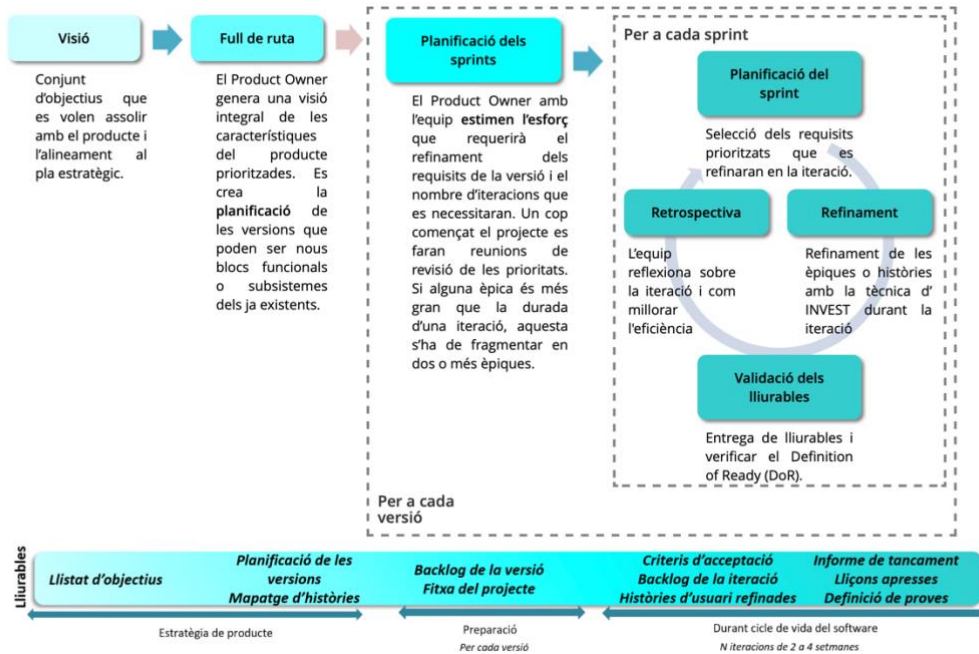 Visió
Conjunt
d'objectius que
es volen assolir
amb el producte i
l'alineament al
pla estratègic.
Full de ruta
El Product Owner
genera una visió
integral de les
característiques
del producte
prioritzades. Es
crea la
planificació de
les versions que
poden ser nous
blocs funcionals
o subsistemes
dels ja existents.
Planificació dels
sprints
El Product Owner amb
l'equip estimen l'esforç
que requerirà el
refinament dels
requisits de la versió i el
nombre d'iteracions que
es necessitaran. Un cop
començat el projecte es
faran reunions de
revisió de les prioritats.
Si alguna èpica és més
gran que la durada
d'una iteració, aquesta
s'ha de fragmentar en
dos o més èpiques.
Per a cada
versió
Per a cada sprint
Planificació del
sprint
Selecció dels requisits
prioritzats que es
refinaran en la iteració.
Refinament
Refinament de les
èpiques o històries
amb la tècnica d'
INVEST durant la
iteració
Validació dels
lliurables
Entrega de lliurables i
verificar el Definition
of Ready (DoR).
Retrospectiva
L'equip
reflexiona sobre
la iteració i com
millorar
l'eficiència
Lliurables
Llistat d'objectius
Planificació de les
versions
Mapatge d'històries
Backlog de la versió
Fitxa del projecte
Criteris d'acceptació
Backlog de la iteració
Històries d'usuari refinades
Informe de tancament
Lliçons apresses
Definició de proves
Estratègia de producte
Preparació
Per cada versió
Durant cicle de vida del software
N iteracions de 2 a 4 setmanes